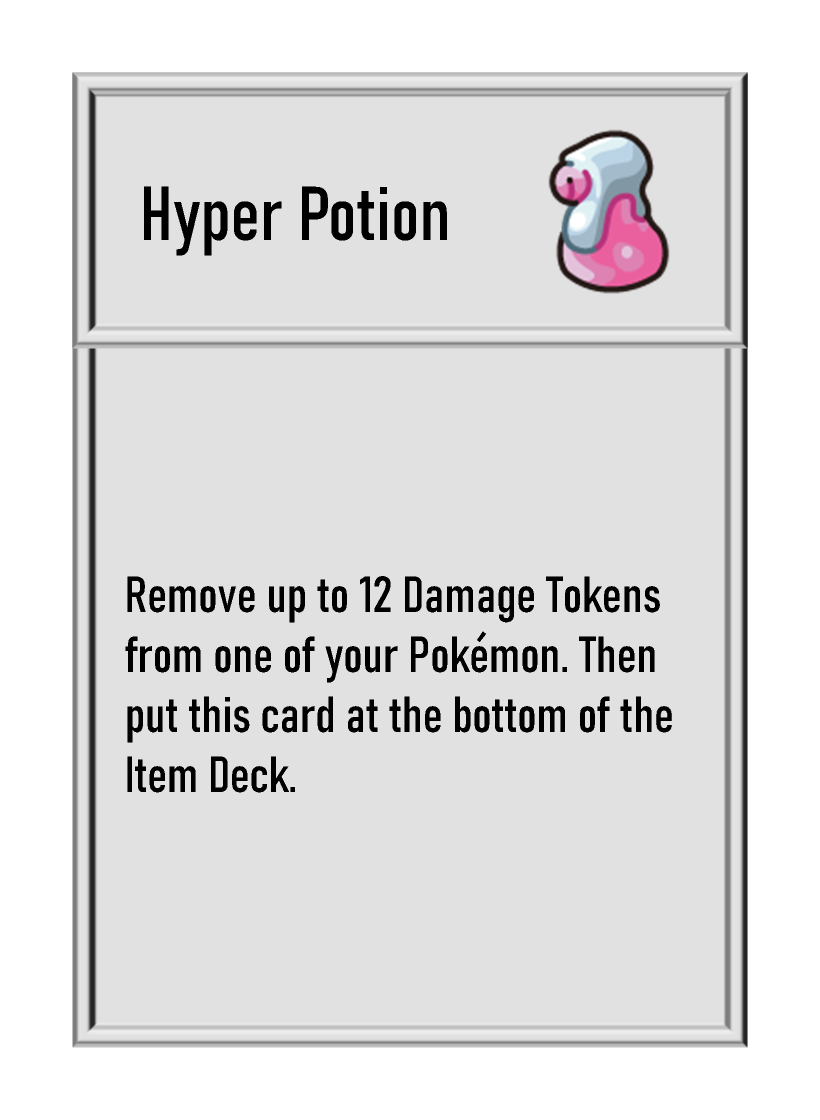 Hyper Potion
Remove up to 12 Damage Tokens
from one of your Pokémon. Then
put this card at the bottom of the
Item Deck.